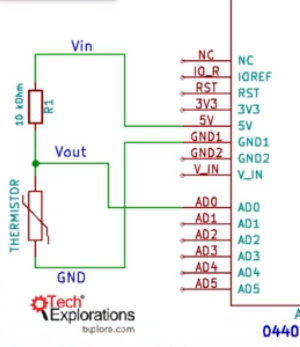 Vin
10 kOhm
R1
Vout
THERMISTOR
GND
NC
IO_R
RST
3V3
5V
GND1
GND2
V_IN
AD0
AD1
AD2
AD3
AD4
AD5
NC
IOREF
RST
3V3
5V
GND1
GND2
V_IN
AD0
AD1
AD2
AD3
AD4
AD5
Tech
Explorations
txplore.com
A
0440